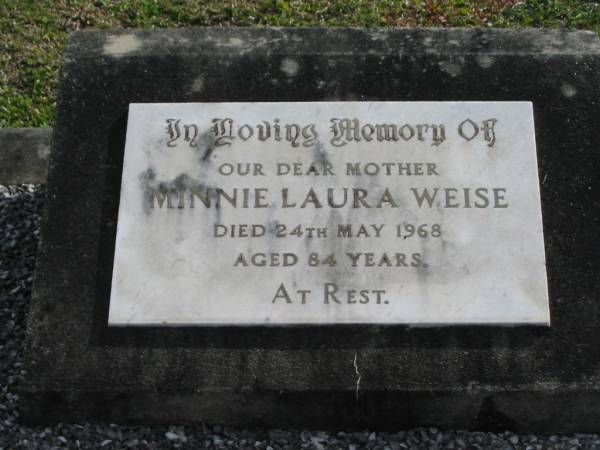 In Loving Memory Of
OUR DEAR MOTHER
MINNIE LAURA WEISE
DIED 24TH MAY 1968
AGED 84 YEARS.
AT REST.